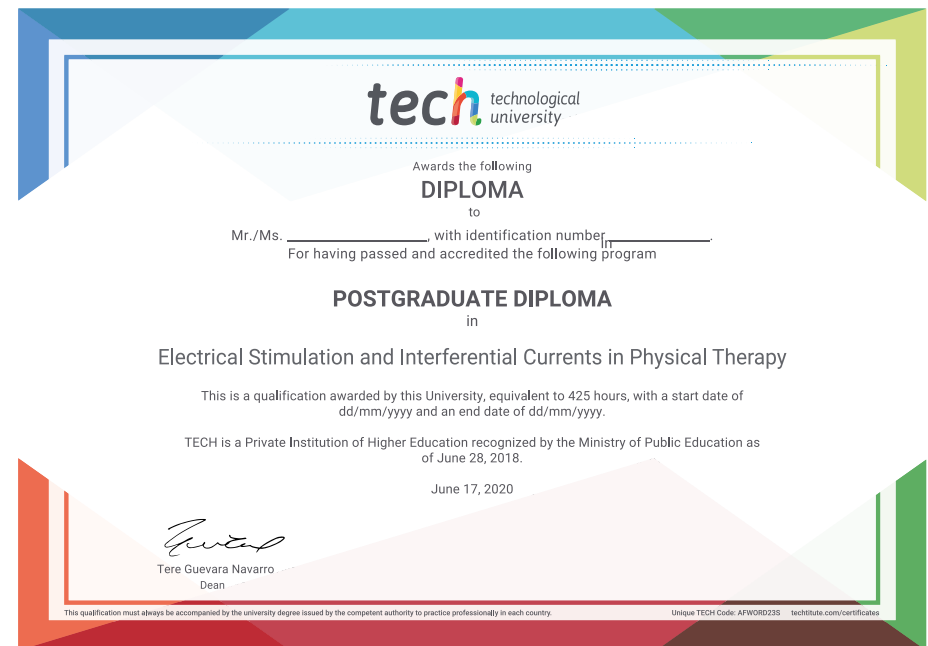 tech technological
university
Awards the following
DIPLOMA
to
Mr./Ms. ____________________, with identification number______________.
In
For having passed and accredited the following program
POSTGRADUATE DIPLOMA
in
Electrical Stimulation and Interferential Currents in Physical Therapy
This is a qualification awarded by this University, equivalent to 425 hours, with a start date of
dd/mm/yyyy and an end date of dd/mm/yyyy.
TECH is a Private Institution of Higher Education recognized by the Ministry of Public Education as
of June 28, 2018.
June 17, 2020
Tere Guevara Navarro
Dean
This qualification must always be accompanied by the university degree issued by the competent authority to practice professionally in each country. Unique TECH Code: AFWORD23S techtitute.com/certificates